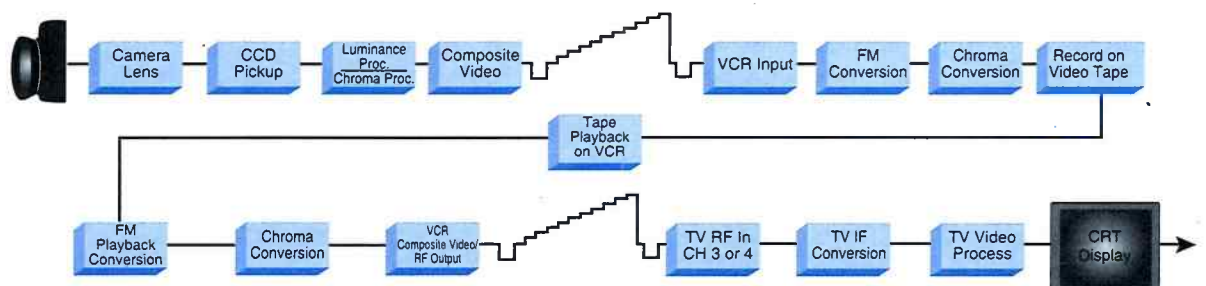 Camera
Lens
CCD
Pickup
Luminance
Proc.
Chroma Proc.
Composite
Video
VCR Input
FM
Conversion
Chroma
Conversion
Record on
Video Tape
Tape
Playback
on VCR
FM
Playback
Conversion
Chroma
Conversion
VCR
Composite Video/
RF Output
TV RF In
CH 3 or 4
TV IF
Conversion
TV Video
Process
CRT
Display